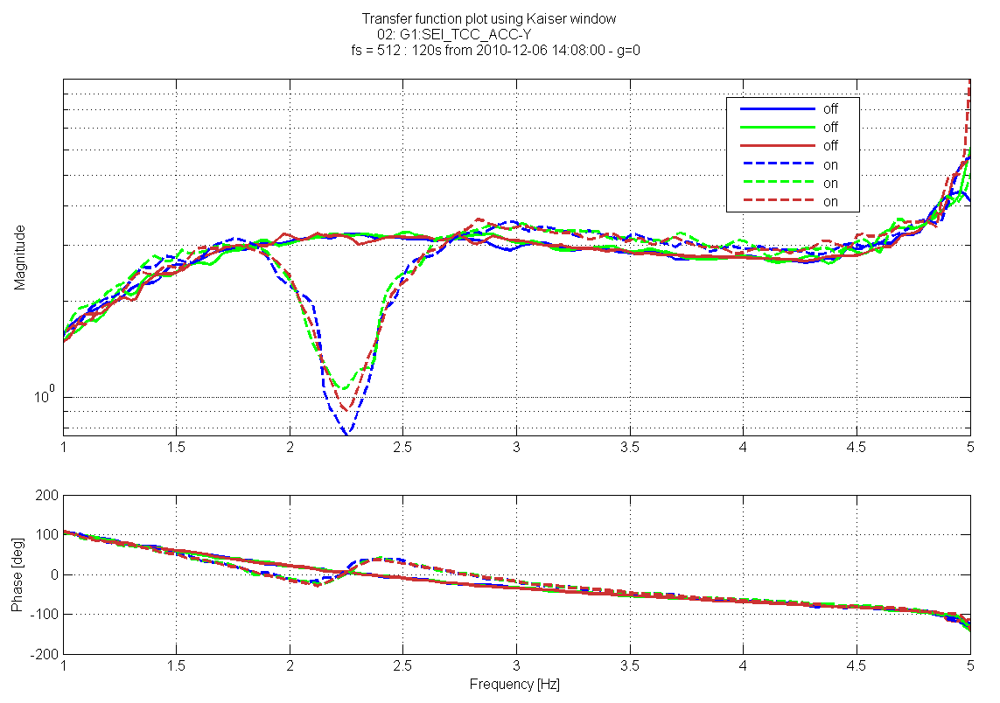 Transfer function plot using Kaiser window
02: G1:SEI_TCC_ACC-Y
fs = 512 : 120s from 2010-12-06 14:08:00 - g=0
off
off
off
on
on
on
Magnitude
10^0
1 1.5 2 2.5 3 3.5 4 4.5 5
200
100
0
-100
-200
Phase [deg]
1 1.5 2 2.5 3 3.5 4 4.5 5
Frequency [Hz]